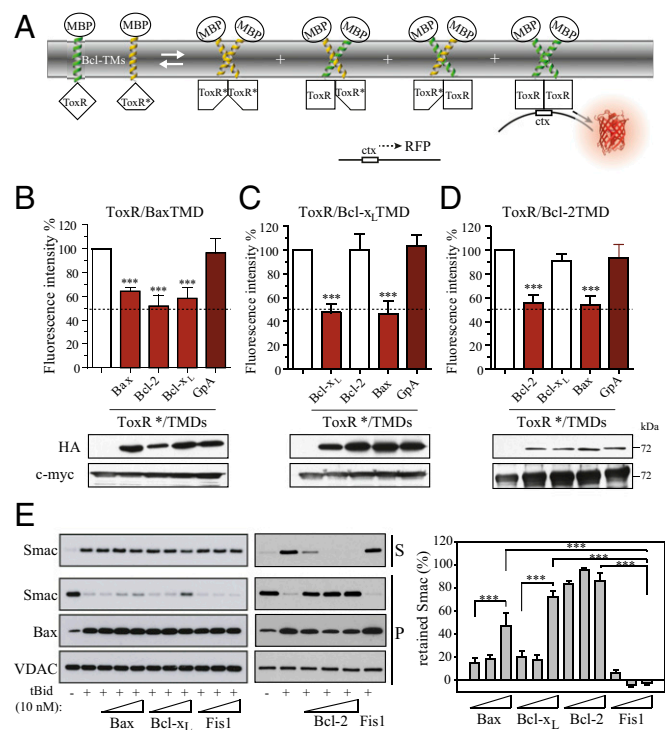 A
MBP MBP MBP MBP MBP MBP MBP MBP MBP MBP
Bcl-TMs + + +
ToxR ToxR* ToxR* ToxR* ToxR ToxR* ToxR* ToxR ToxR ToxR
ctx
ctx RFP
B
ToxR/BaxTMD
Fluorescence intensity %
120
100
80
60
40
20
0
*** *** ***
Bax Bcl-2 Bcl-xL GpA
ToxR */TMDs
HA
c-myc
C
ToxR/Bcl-xLTMD
Fluorescence intensity %
120
100
80
60
40
20
0
*** ***
Bcl-xL Bcl-2 Bax GpA
ToxR */TMDs
D
ToxR/Bcl-2TMD
Fluorescence intensity %
120
100
80
60
40
20
0
*** ***
Bcl-2 Bcl-xL Bax GpA
ToxR */TMDs
kDa
72
72
E
Smac S
Smac
Bax P
VDAC
- + + + + + + + + + - + + + + +
tBid
(10 nM):
Bax Bcl-xL Fis1 Bcl-2 Fis1
retained Smac (%)
120
100
80
60
40
20
0
***
***
*** *** ***
Bax Bcl-xL Bcl-2 Fis1